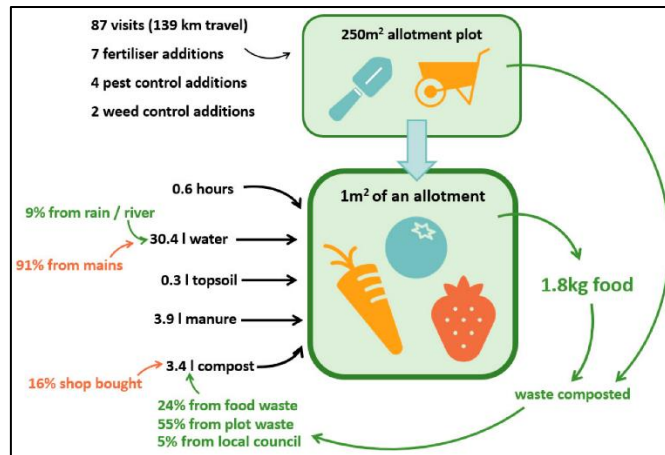 87 visits (139 km travel)
7 fertiliser additions
4 pest control additions
2 weed control additions
250m² allotment plot
0.6 hours
9% from rain / river
30.4 l water
91% from mains
0.3 l topsoil
3.9 l manure
3.4 l compost
16% shop bought
24% from food waste
55% from plot waste
5% from local council
1m² of an allotment
1.8kg food
waste composted